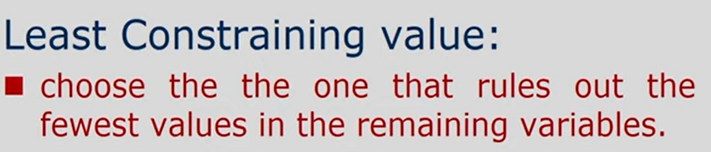 Least Constraining value:
■ choose the the one that rules out the
fewest values in the remaining variables.